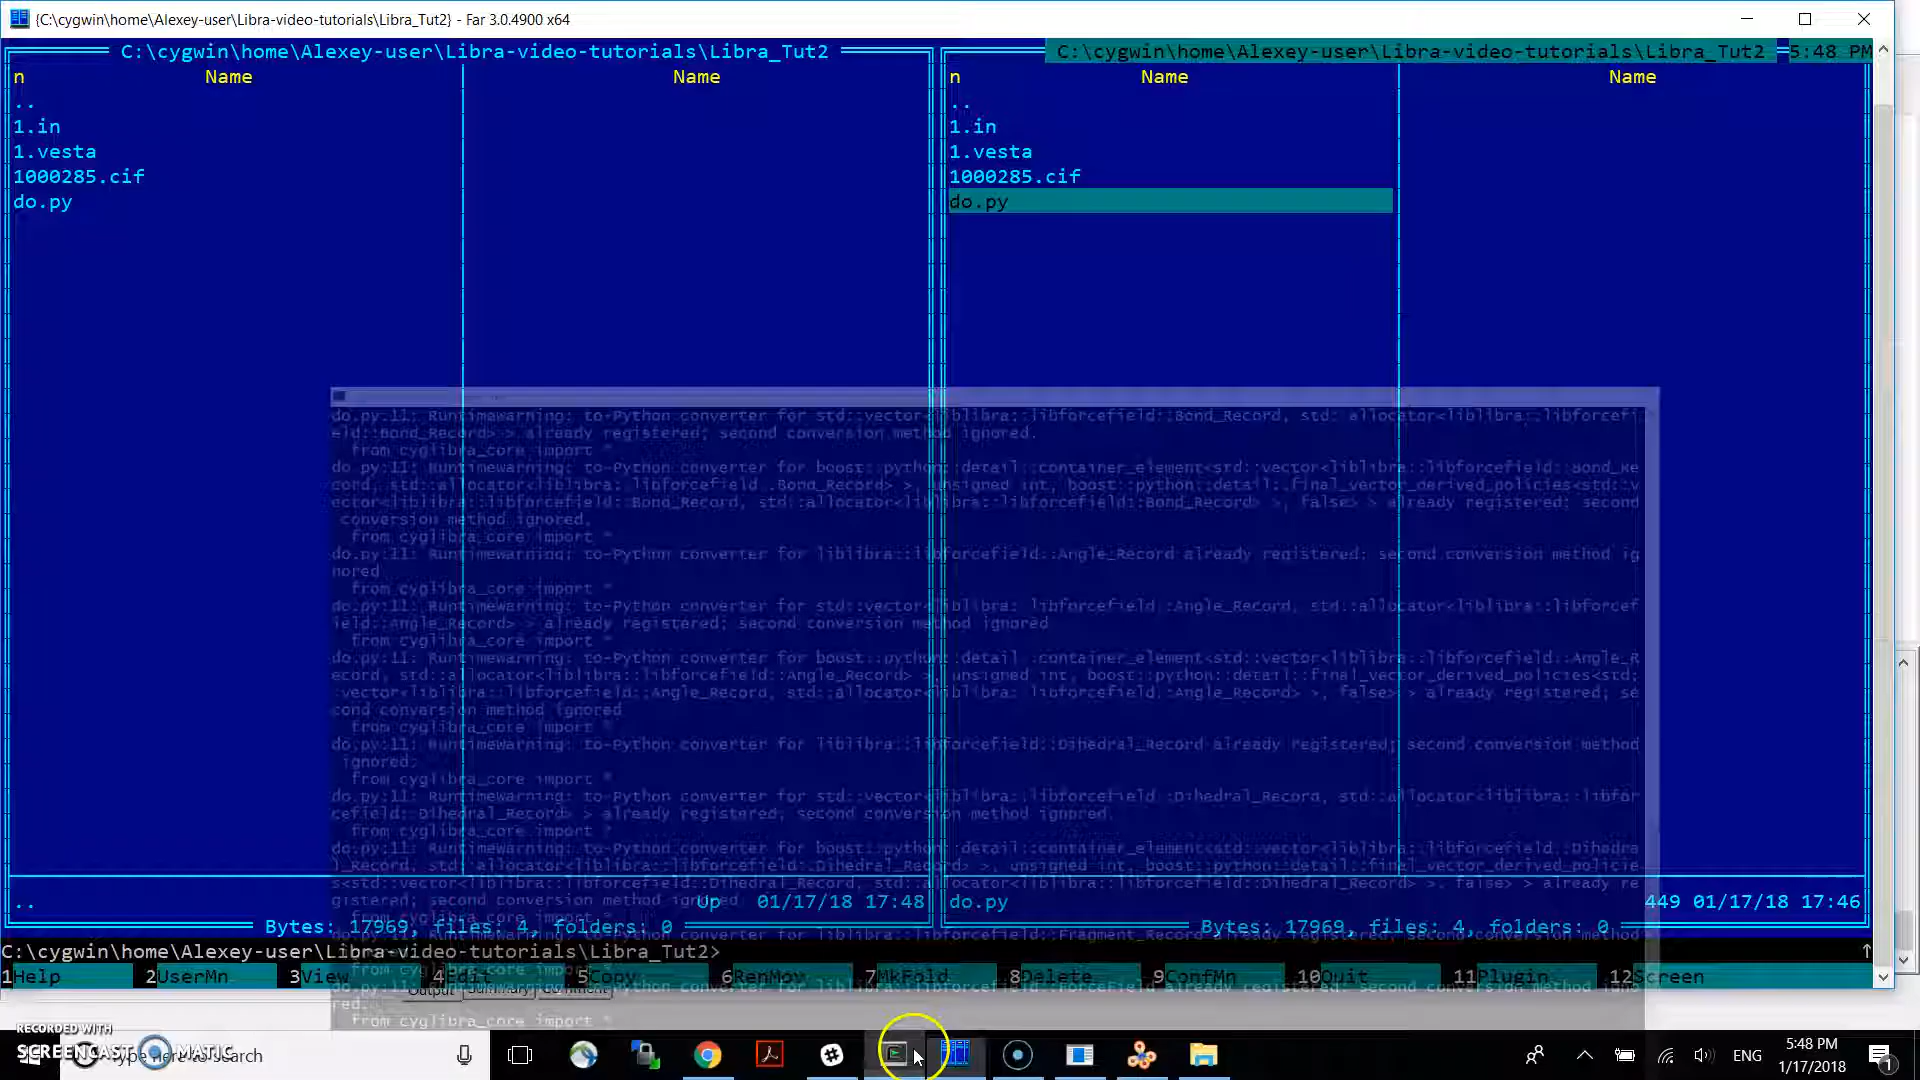 {C:\cygwin\home\Alexey-user\Libra-video-tutorials\Libra_Tut2} - Far 3.0.4900 x64
C:\cygwin\home\Alexey-user\Libra-video-tutorials\Libra_Tut2
C:\cygwin\home\Alexey-user\Libra-video-tutorials\Libra_Tut2 5:48 PM
n Name Name n Name Name
.. ..
1.in 1.in
1.vesta 1.vesta
1000285.cif 1000285.cif
do.py do.py
do.py:11: RuntimeWarning: to-Python converter for std::vector<liblibra::libforcefield::Bond_Record, std::allocator<liblibra::libforcefi
eld::Bond_Record> > already registered; second conversion method ignored.
from cyglibra_core import *
do.py:11: RuntimeWarning: to-Python converter for boost::python::detail::container_element<std::vector<liblibra::libforcefield::Bond_Re
cord, std::allocator<liblibra::libforcefield::Bond_Record> >, unsigned int, boost::python::detail::final_vector_derived_policies<std::v
ector<liblibra::libforcefield::Bond_Record, std::allocator<liblibra::libforcefield::Bond_Record> >, false> > already registered; second
conversion method ignored.
from cyglibra_core import *
do.py:11: RuntimeWarning: to-Python converter for liblibra::libforcefield::Angle_Record already registered; second conversion method ig
nored
from cyglibra_core import *
do.py:11: RuntimeWarning: to-Python converter for std::vector<liblibra::libforcefield::Angle_Record, std::allocator<liblibra::libforcef
ield::Angle_Record> > already registered; second conversion method ignored
from cyglibra_core import *
do.py:11: RuntimeWarning: to-Python converter for boost::python::detail::container_element<std::vector<liblibra::libforcefield::Angle_R
ecord, std::allocator<liblibra::libforcefield::Angle_Record> >, unsigned int, boost::python::detail::final_vector_derived_policies<std:
:vector<liblibra::libforcefield::Angle_Record, std::allocator<liblibra::libforcefield::Angle_Record> >, false> > already registered; se
cond conversion method ignored
from cyglibra_core import *
do.py:11: RuntimeWarning: to-Python converter for liblibra::libforcefield::Dihedral_Record already registered; second conversion method
ignored.
from cyglibra_core import *
do.py:11: RuntimeWarning: to-Python converter for std::vector<liblibra::libforcefield::Dihedral_Record, std::allocator<liblibra::libfor
cefield::Dihedral_Record> > already registered; second conversion method ignored.
from cyglibra_core import *
do.py:11: RuntimeWarning: to-Python converter for boost::python::detail::container_element<std::vector<liblibra::libforcefield::Dihedra
l_Record, std::allocator<liblibra::libforcefield::Dihedral_Record> >, unsigned int, boost::python::detail::final_vector_derived_policie
s<std::vector<liblibra::libforcefield::Dihedral_Record, std::allocator<liblibra::libforcefield::Dihedral_Record> >, false> > already re
gistered; second conversion method ignored
.. Up 01/17/18 17:48 do.py 449 01/17/18 17:46
Bytes: 17969, files: 4, folders: 0 Bytes: 17969, files: 4, folders: 0
C:\cygwin\home\Alexey-user\Libra-video-tutorials\Libra_Tut2>
1Help 2UserMn 3View 4Edit 5Copy 6RenMov 7MkFold 8Delete 9ConfMn 10Quit 11Plugin 12Screen
Output Summary Comment
from cyglibra_core import *
RECORDED WITH
SCREENCAST MATIC
Type here to search
ENG
5:48 PM
1/17/2018
1